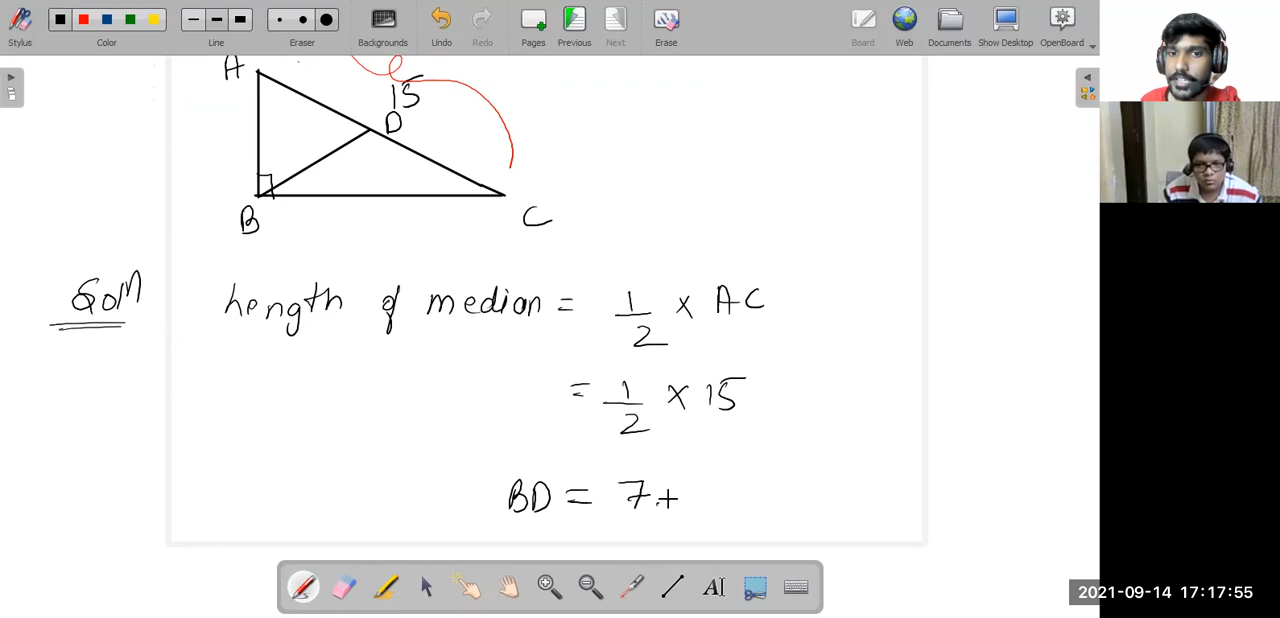 Stylus Color Line Eraser Backgrounds Undo Redo Pages Previous Next Erase Board Web Documents Show Desktop OpenBoard
A
15
D
B
C
Length of median = 1/2 × AC
= 1/2 × 15
BD = 7.
2021-09-14 17:17:55